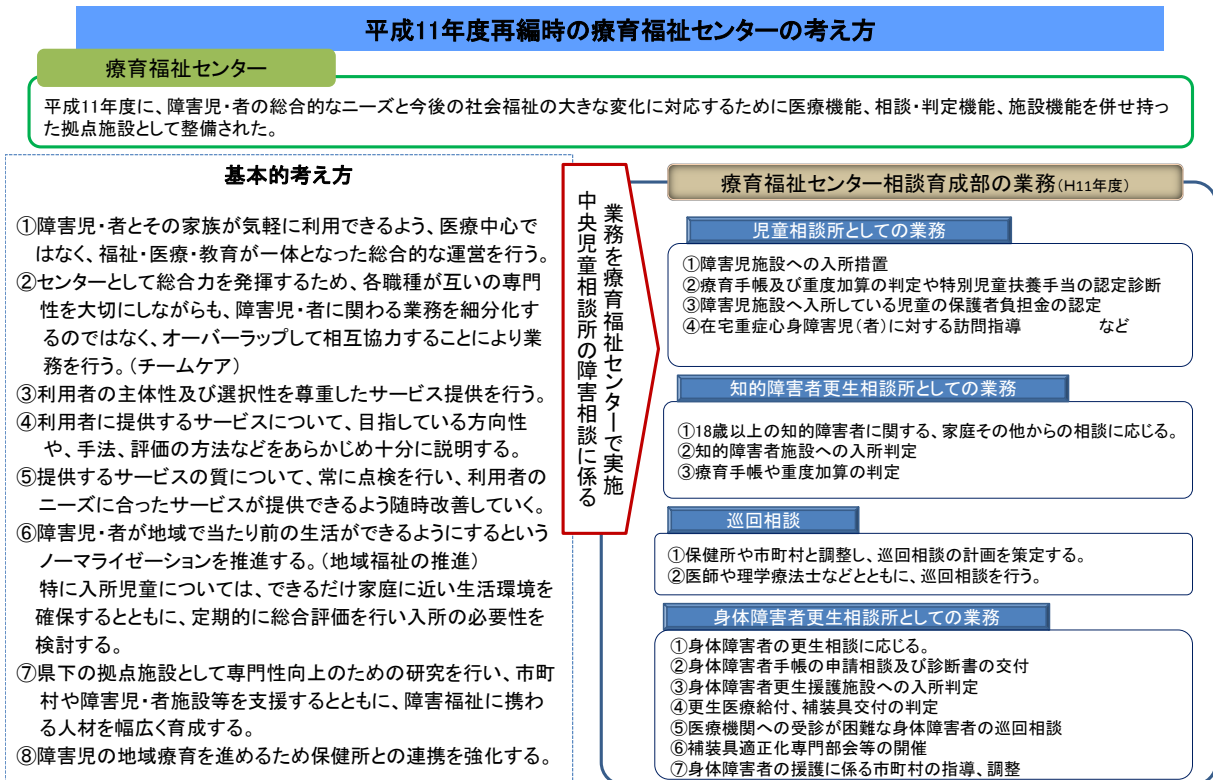 平成11年度再編時の療育福祉センターの考え方
療育福祉センター
平成11年度に、障害児・者の総合的なニーズと今後の社会福祉の大きな変化に対応するために医療機能、相談・判定機能、施設機能を併せ持っ
た拠点施設として整備された。
基本的考え方
①障害児・者とその家族が気軽に利用できるよう、医療中心で
はなく、福祉・医療・教育が一体となった総合的な運営を行う。
②センターとして総合力を発揮するため、各職種が互いの専門
性を大切にしながらも、障害児・者に関わる業務を細分化す
るのではなく、オーバーラップして相互協力することにより業
務を行う。(チームケア)
③利用者の主体性及び選択性を尊重したサービス提供を行う。
④利用者に提供するサービスについて、目指している方向性
や、手法、評価の方法などをあらかじめ十分に説明する。
⑤提供するサービスの質について、常に点検を行い、利用者の
ニーズに合ったサービスが提供できるよう随時改善していく。
⑥障害児・者が地域で当たり前の生活ができるようにするという
ノーマライゼーションを推進する。(地域福祉の推進)
特に入所児童については、できるだけ家庭に近い生活環境を
確保するとともに、定期的に総合評価を行い入所の必要性を
検討する。
⑦県下の拠点施設として専門性向上のための研究を行い、市町
村や障害児・者施設等を支援するとともに、障害福祉に携わ
る人材を幅広く育成する。
⑧障害児の地域療育を進めるため保健所との連携を強化する。
中央児童相談所の障害相談に係る
業務を療育福祉センターで実施
療育福祉センター相談育成部の業務(H11年度)
児童相談所としての業務
①障害児施設への入所措置
②療育手帳及び重度加算の判定や特別児童扶養手当の認定診断
③障害児施設へ入所している児童の保護者負担金の認定
④在宅重症心身障害児(者)に対する訪問指導 など
知的障害者更生相談所としての業務
①18歳以上の知的障害者に関する、家庭その他からの相談に応じる。
②知的障害者施設への入所判定
③療育手帳や重度加算の判定
巡回相談
①保健所や市町村と調整し、巡回相談の計画を策定する。
②医師や理学療法士などとともに、巡回相談を行う。
身体障害者更生相談所としての業務
①身体障害者の更生相談に応じる。
②身体障害者手帳の申請相談及び診断書の交付
③身体障害者更生援護施設への入所判定
④更生医療給付、補装具交付の判定
⑤医療機関への受診が困難な身体障害者の巡回相談
⑥補装具適正化専門部会等の開催
⑦身体障害者の援護に係る市町村の指導、調整